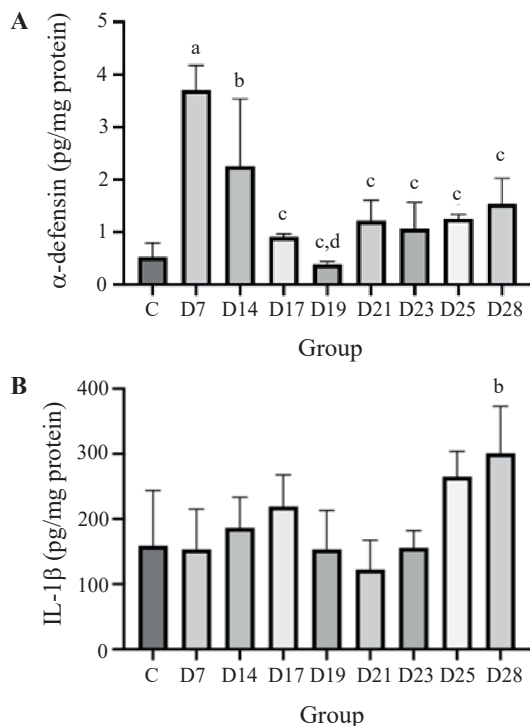 A
α-defensin (pg/mg protein)
5
4
3
2
1
0
a
b
c
c,d
c
c
c
c
C D7 D14 D17 D19 D21 D23 D25 D28
Group
B
IL-1β (pg/mg protein)
400
300
200
100
0
b
C D7 D14 D17 D19 D21 D23 D25 D28
Group